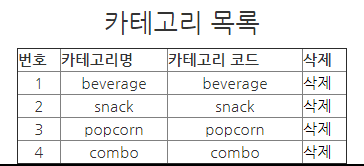 카테고리 목록
번호 카테고리명 카테고리 코드 삭제
1 beverage beverage 삭제
2 snack snack 삭제
3 popcorn popcorn 삭제
4 combo combo 삭제